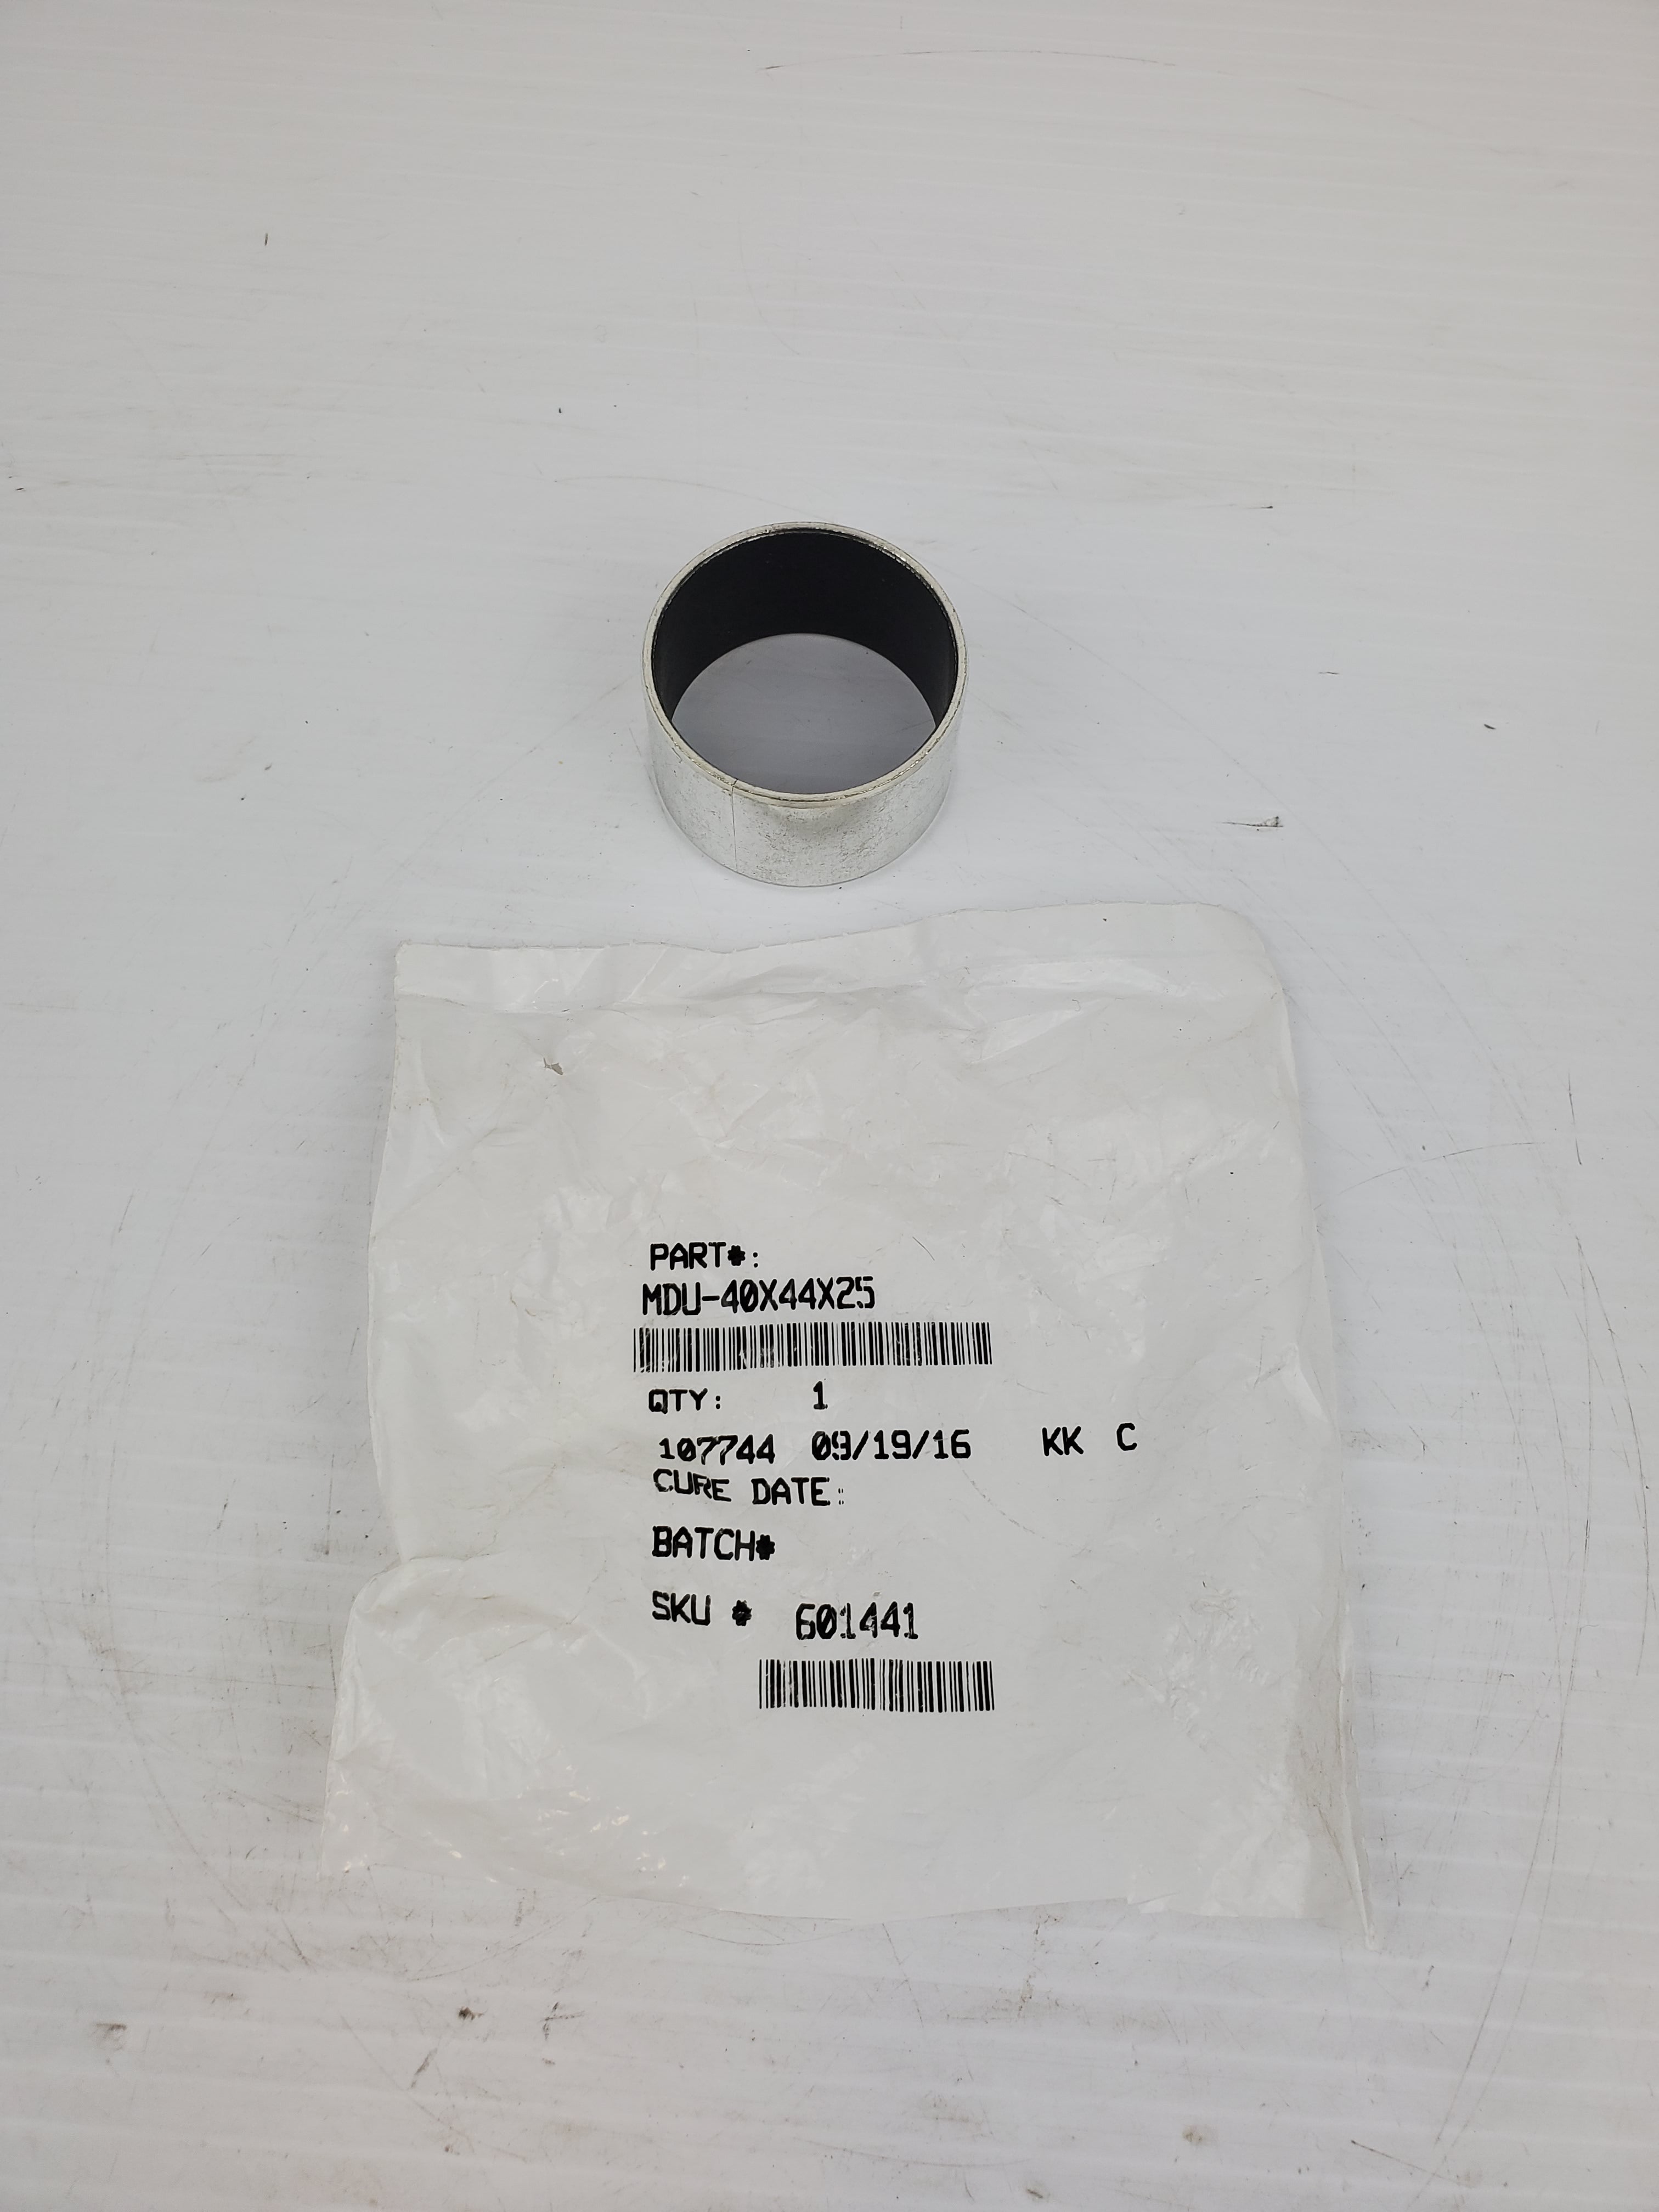 PART#:
MDU-40X44X25
QTY: 1
107744 09/19/16 KK C
CURE DATE:
BATCH#
SKU # 601441